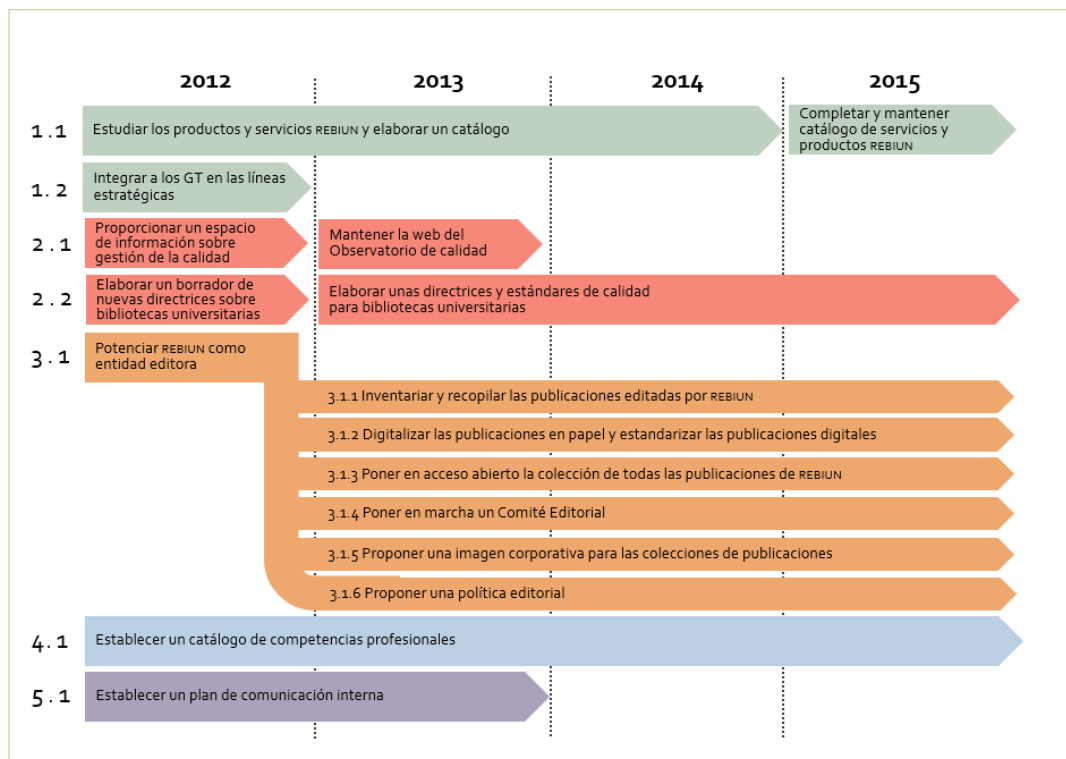 2012 2013 2014 2015
1.1
Estudiar los productos y servicios REBIUN y elaborar un catálogo
Completar y mantener
catálogo de servicios y
productos REBIUN
1.2
Integrar a los GT en las líneas
estratégicas
2.1
Proporcionar un espacio
de información sobre
gestión de la calidad
Mantener la web del
Observatorio de calidad
2.2
Elaborar un borrador de
nuevas directrices sobre
bibliotecas universitarias
Elaborar unas directrices y estándares de calidad
para bibliotecas universitarias
3.1
Potenciar REBIUN como
entidad editora
3.1.1 Inventariar y recopilar las publicaciones editadas por REBIUN
3.1.2 Digitalizar las publicaciones en papel y estandarizar las publicaciones digitales
3.1.3 Poner en acceso abierto la colección de todas las publicaciones de REBIUN
3.1.4 Poner en marcha un Comité Editorial
3.1.5 Proponer una imagen corporativa para las colecciones de publicaciones
3.1.6 Proponer una política editorial
4.1
Establecer un catálogo de competencias profesionales
5.1
Establecer un plan de comunicación interna